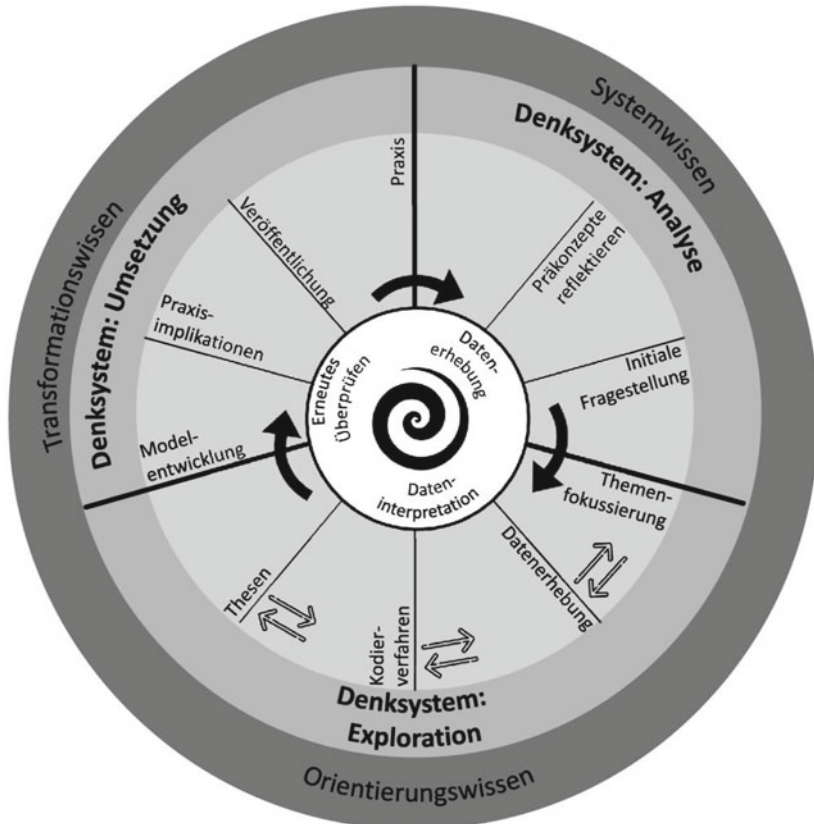 Systemwissen
Denksystem: Analyse
Praxis
Präkonzepte
reflektieren
Initiale
Fragestellung
Themen-
fokussierung
Datenerhebung
Kodier-
verfahren
Thesen
Denksystem:
Exploration
Orientierungswissen
Model-
entwicklung
Praxis-
implikationen
Veröffentlichung
Denksystem: Umsetzung
Transformationswissen
Daten-
erhebung
Daten-
interpretation
Erneutes
Überprüfen